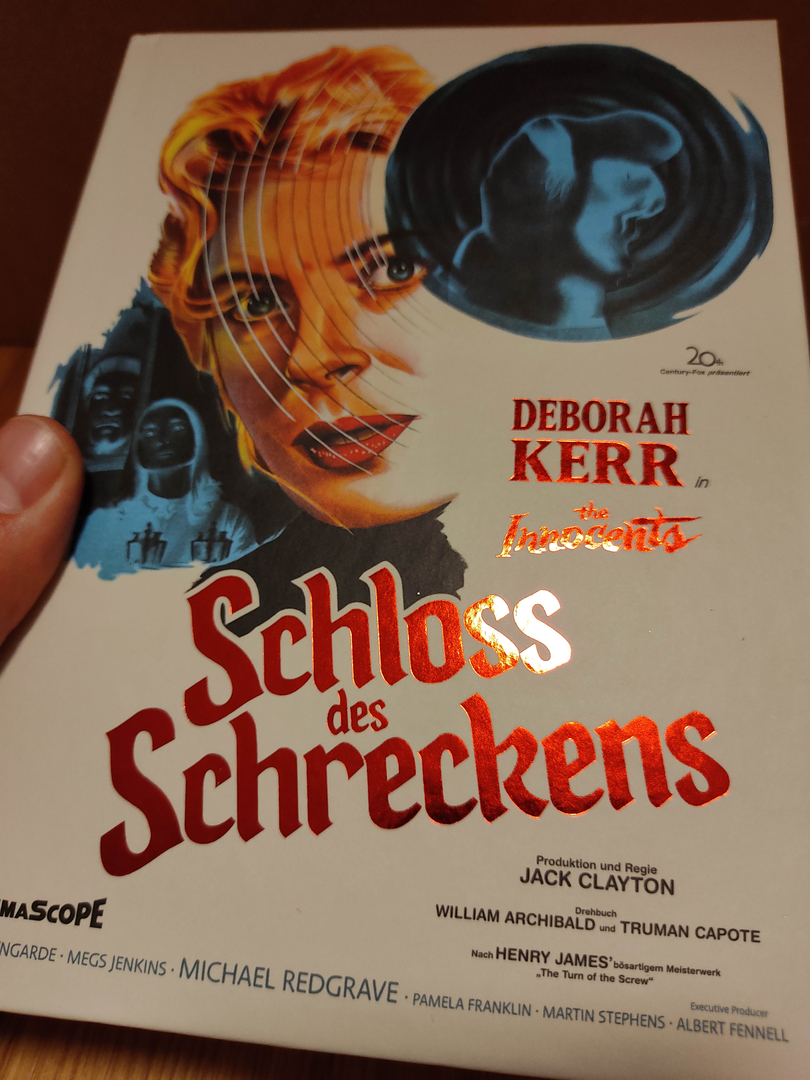 20th
Century-Fox präsentiert
DEBORAH
KERR in
the
Innocents
Schloss
des
Schreckens
Produktion und Regie
JACK CLAYTON
Drehbuch
WILLIAM ARCHIBALD und TRUMAN CAPOTE
Nach HENRY JAMES' bösartigem Meisterwerk
„The Turn of the Screw“
MASCOPE
NGARDE · MEGS JENKINS · MICHAEL REDGRAVE · PAMELA FRANKLIN · MARTIN STEPHENS · ALBERT FENNELL
Executive Producer